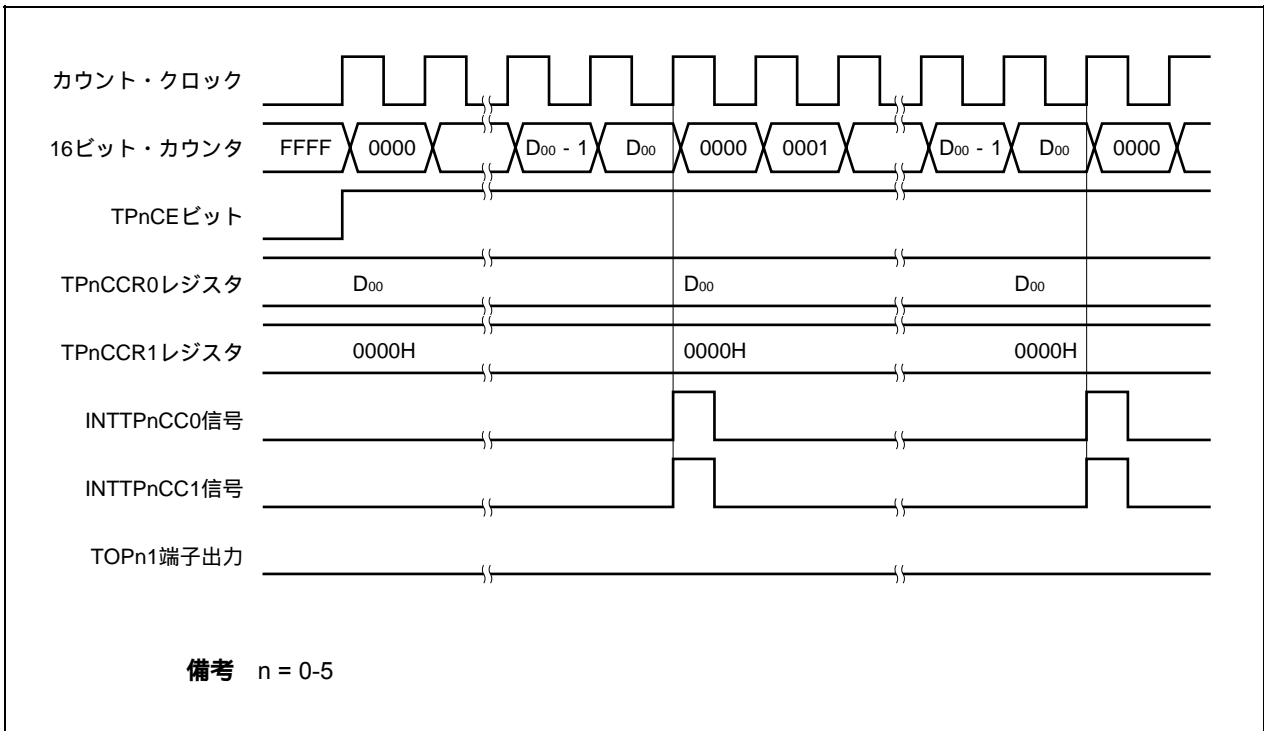 カウント・クロック
16ビット・カウンタ FFFF 0000 D00 - 1 D00 0000 0001 D00 - 1 D00 0000
TPnCEビット
TPnCCR0レジスタ D00 D00 D00
TPnCCR1レジスタ 0000H 0000H 0000H
INTTPnCC0信号
INTTPnCC1信号
TOPn1端子出力
備考 n = 0-5